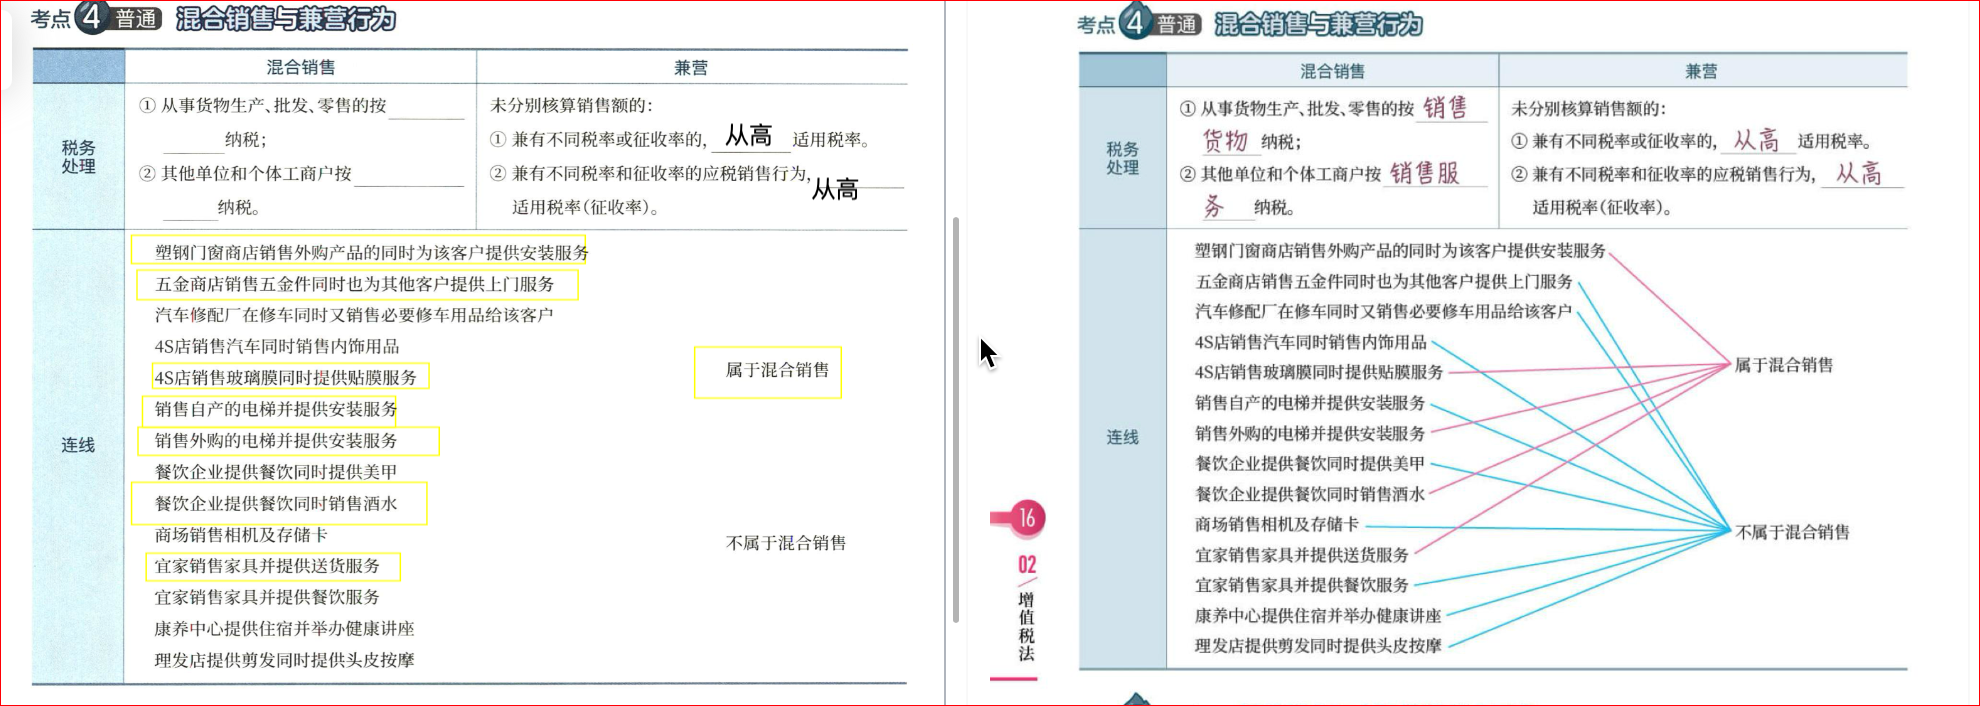 考点 4 普通 混合销售与兼营行为
混合销售 兼营
税务处理
① 从事货物生产、批发、零售的按
纳税；
② 其他单位和个体工商户按
纳税。
未分别核算销售额的：
① 兼有不同税率或征收率的，从高适用税率。
② 兼有不同税率和征收率的应税销售行为，从高
适用税率（征收率）。
连线
塑钢门窗商店销售外购产品的同时为该客户提供安装服务
五金商店销售五金件同时也为其他客户提供上门服务
汽车修配厂在修车同时又销售必要修车用品给该客户
4S店销售汽车同时销售内饰用品
4S店销售玻璃膜同时提供贴膜服务
销售自产的电梯并提供安装服务
销售外购的电梯并提供安装服务
餐饮企业提供餐饮同时提供美甲
餐饮企业提供餐饮同时销售酒水
商场销售相机及存储卡
宜家销售家具并提供送货服务
宜家销售家具并提供餐饮服务
康养中心提供住宿并举办健康讲座
理发店提供剪发同时提供头皮按摩
属于混合销售
不属于混合销售
16
02
增值税法
考点 4 普通 混合销售与兼营行为
混合销售 兼营
税务处理
① 从事货物生产、批发、零售的按 销售
货物 纳税；
② 其他单位和个体工商户按 销售服
务 纳税。
未分别核算销售额的：
① 兼有不同税率或征收率的，从高 适用税率。
② 兼有不同税率和征收率的应税销售行为，从高
适用税率（征收率）。
连线
塑钢门窗商店销售外购产品的同时为该客户提供安装服务
五金商店销售五金件同时也为其他客户提供上门服务
汽车修配厂在修车同时又销售必要修车用品给该客户
4S店销售汽车同时销售内饰用品
4S店销售玻璃膜同时提供贴膜服务
销售自产的电梯并提供安装服务
销售外购的电梯并提供安装服务
餐饮企业提供餐饮同时提供美甲
餐饮企业提供餐饮同时销售酒水
商场销售相机及存储卡
宜家销售家具并提供送货服务
宜家销售家具并提供餐饮服务
康养中心提供住宿并举办健康讲座
理发店提供剪发同时提供头皮按摩
属于混合销售
不属于混合销售